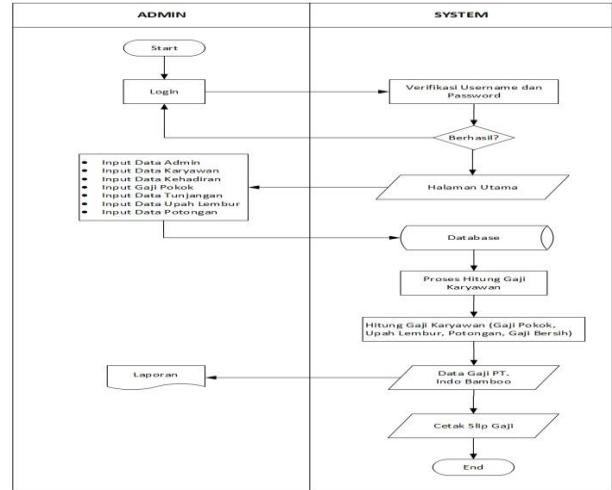 ADMIN
SYSTEM
Start
Login
Verifikasi Username dan
Password
Berhasil?
Halaman Utama
• Input Data Admin
• Input Data Karyawan
• Input Data Kehadiran
• Input Gaji Pokok
• Input Data Tunjangan
• Input Data Upah Lembur
• Input Data Potongan
Database
Proses Hitung Gaji
Karyawan
Hitung Gaji Karyawan (Gaji Pokok,
Upah Lembur, Potongan, Gaji Bersih)
Data Gaji PT.
Indo Bamboo
Laporan
Cetak Slip Gaji
End